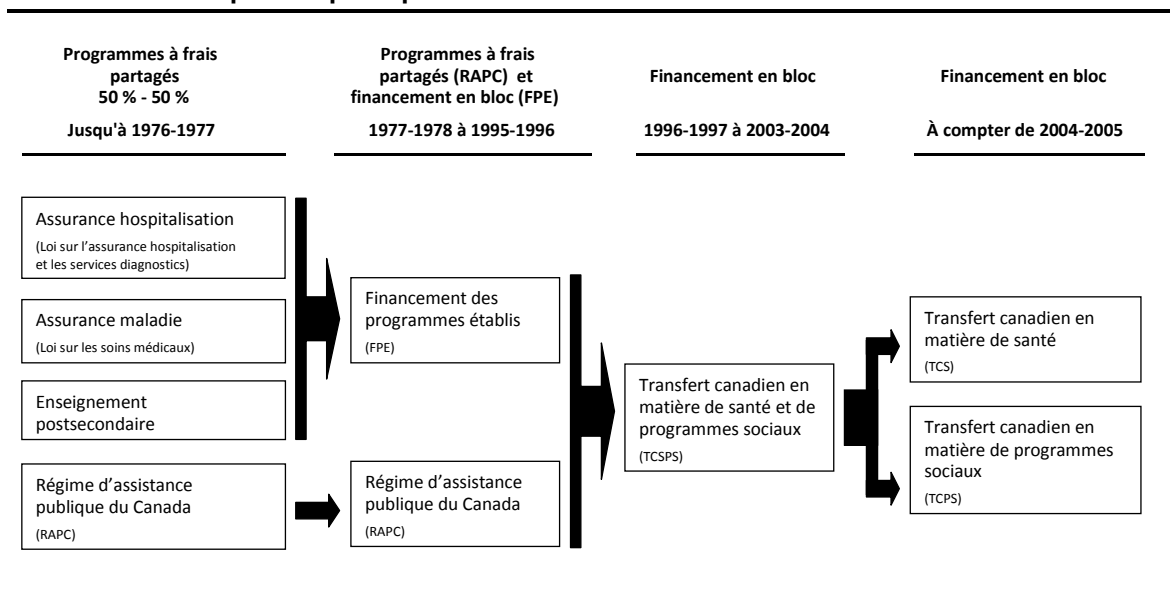 Programmes à frais
partagés
50 % - 50 %
Jusqu'à 1976-1977
Programmes à frais
partagés (RAPC) et
financement en bloc (FPE)
1977-1978 à 1995-1996
Financement en bloc
1996-1997 à 2003-2004
Financement en bloc
À compter de 2004-2005
Assurance hospitalisation
(Loi sur l'assurance hospitalisation
et les services diagnostics)
Assurance maladie
(Loi sur les soins médicaux)
Enseignement
postsecondaire
Régime d'assistance
publique du Canada
(RAPC)
Financement des
programmes établis
(FPE)
Régime d'assistance
publique du Canada
(RAPC)
Transfert canadien en
matière de santé et de
programmes sociaux
(TCSPS)
Transfert canadien en
matière de santé
(TCS)
Transfert canadien en
matière de programmes
sociaux
(TCPS)